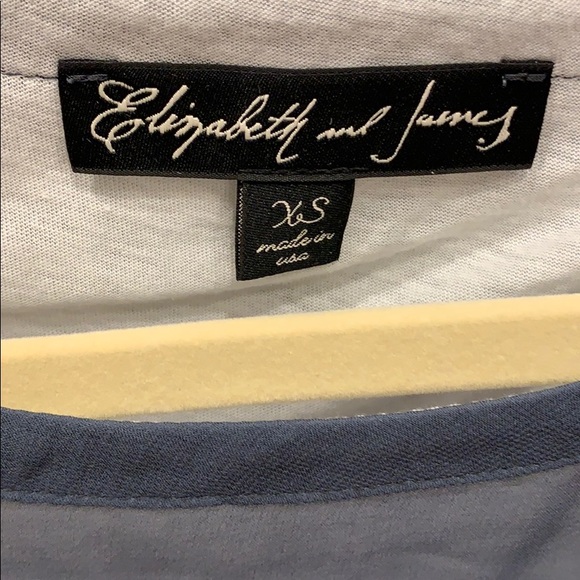 Elizabeth and James
XS
made in
usa